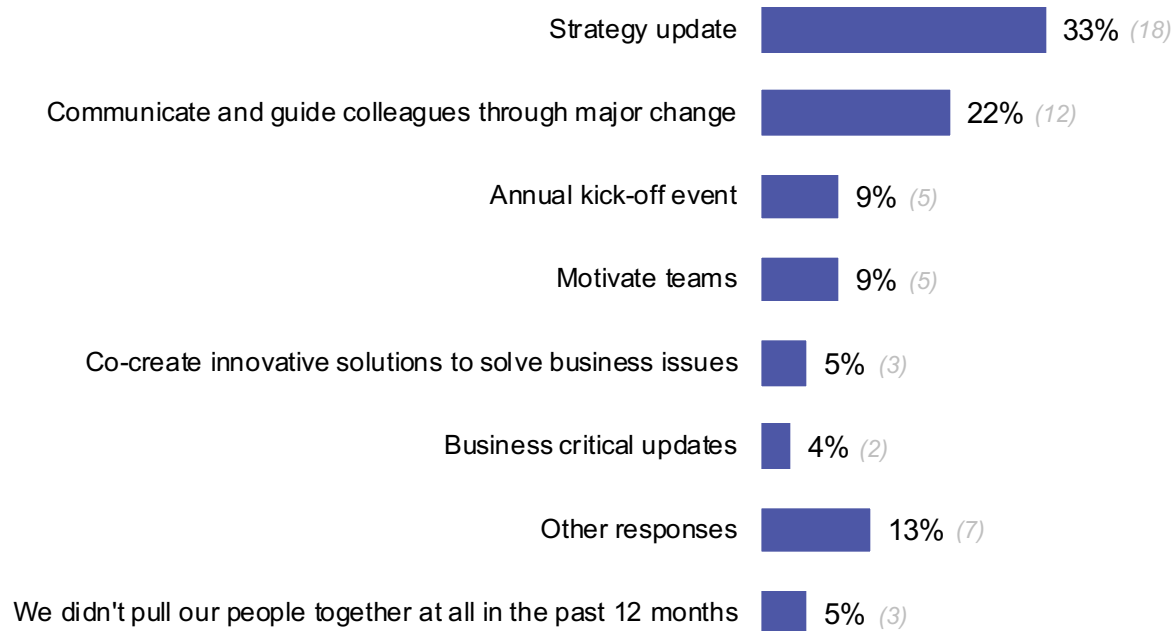 Strategy update 33% (18)
Communicate and guide colleagues through major change 22% (12)
Annual kick-off event 9% (5)
Motivate teams 9% (5)
Co-create innovative solutions to solve business issues 5% (3)
Business critical updates 4% (2)
Other responses 13% (7)
We didn't pull our people together at all in the past 12 months 5% (3)